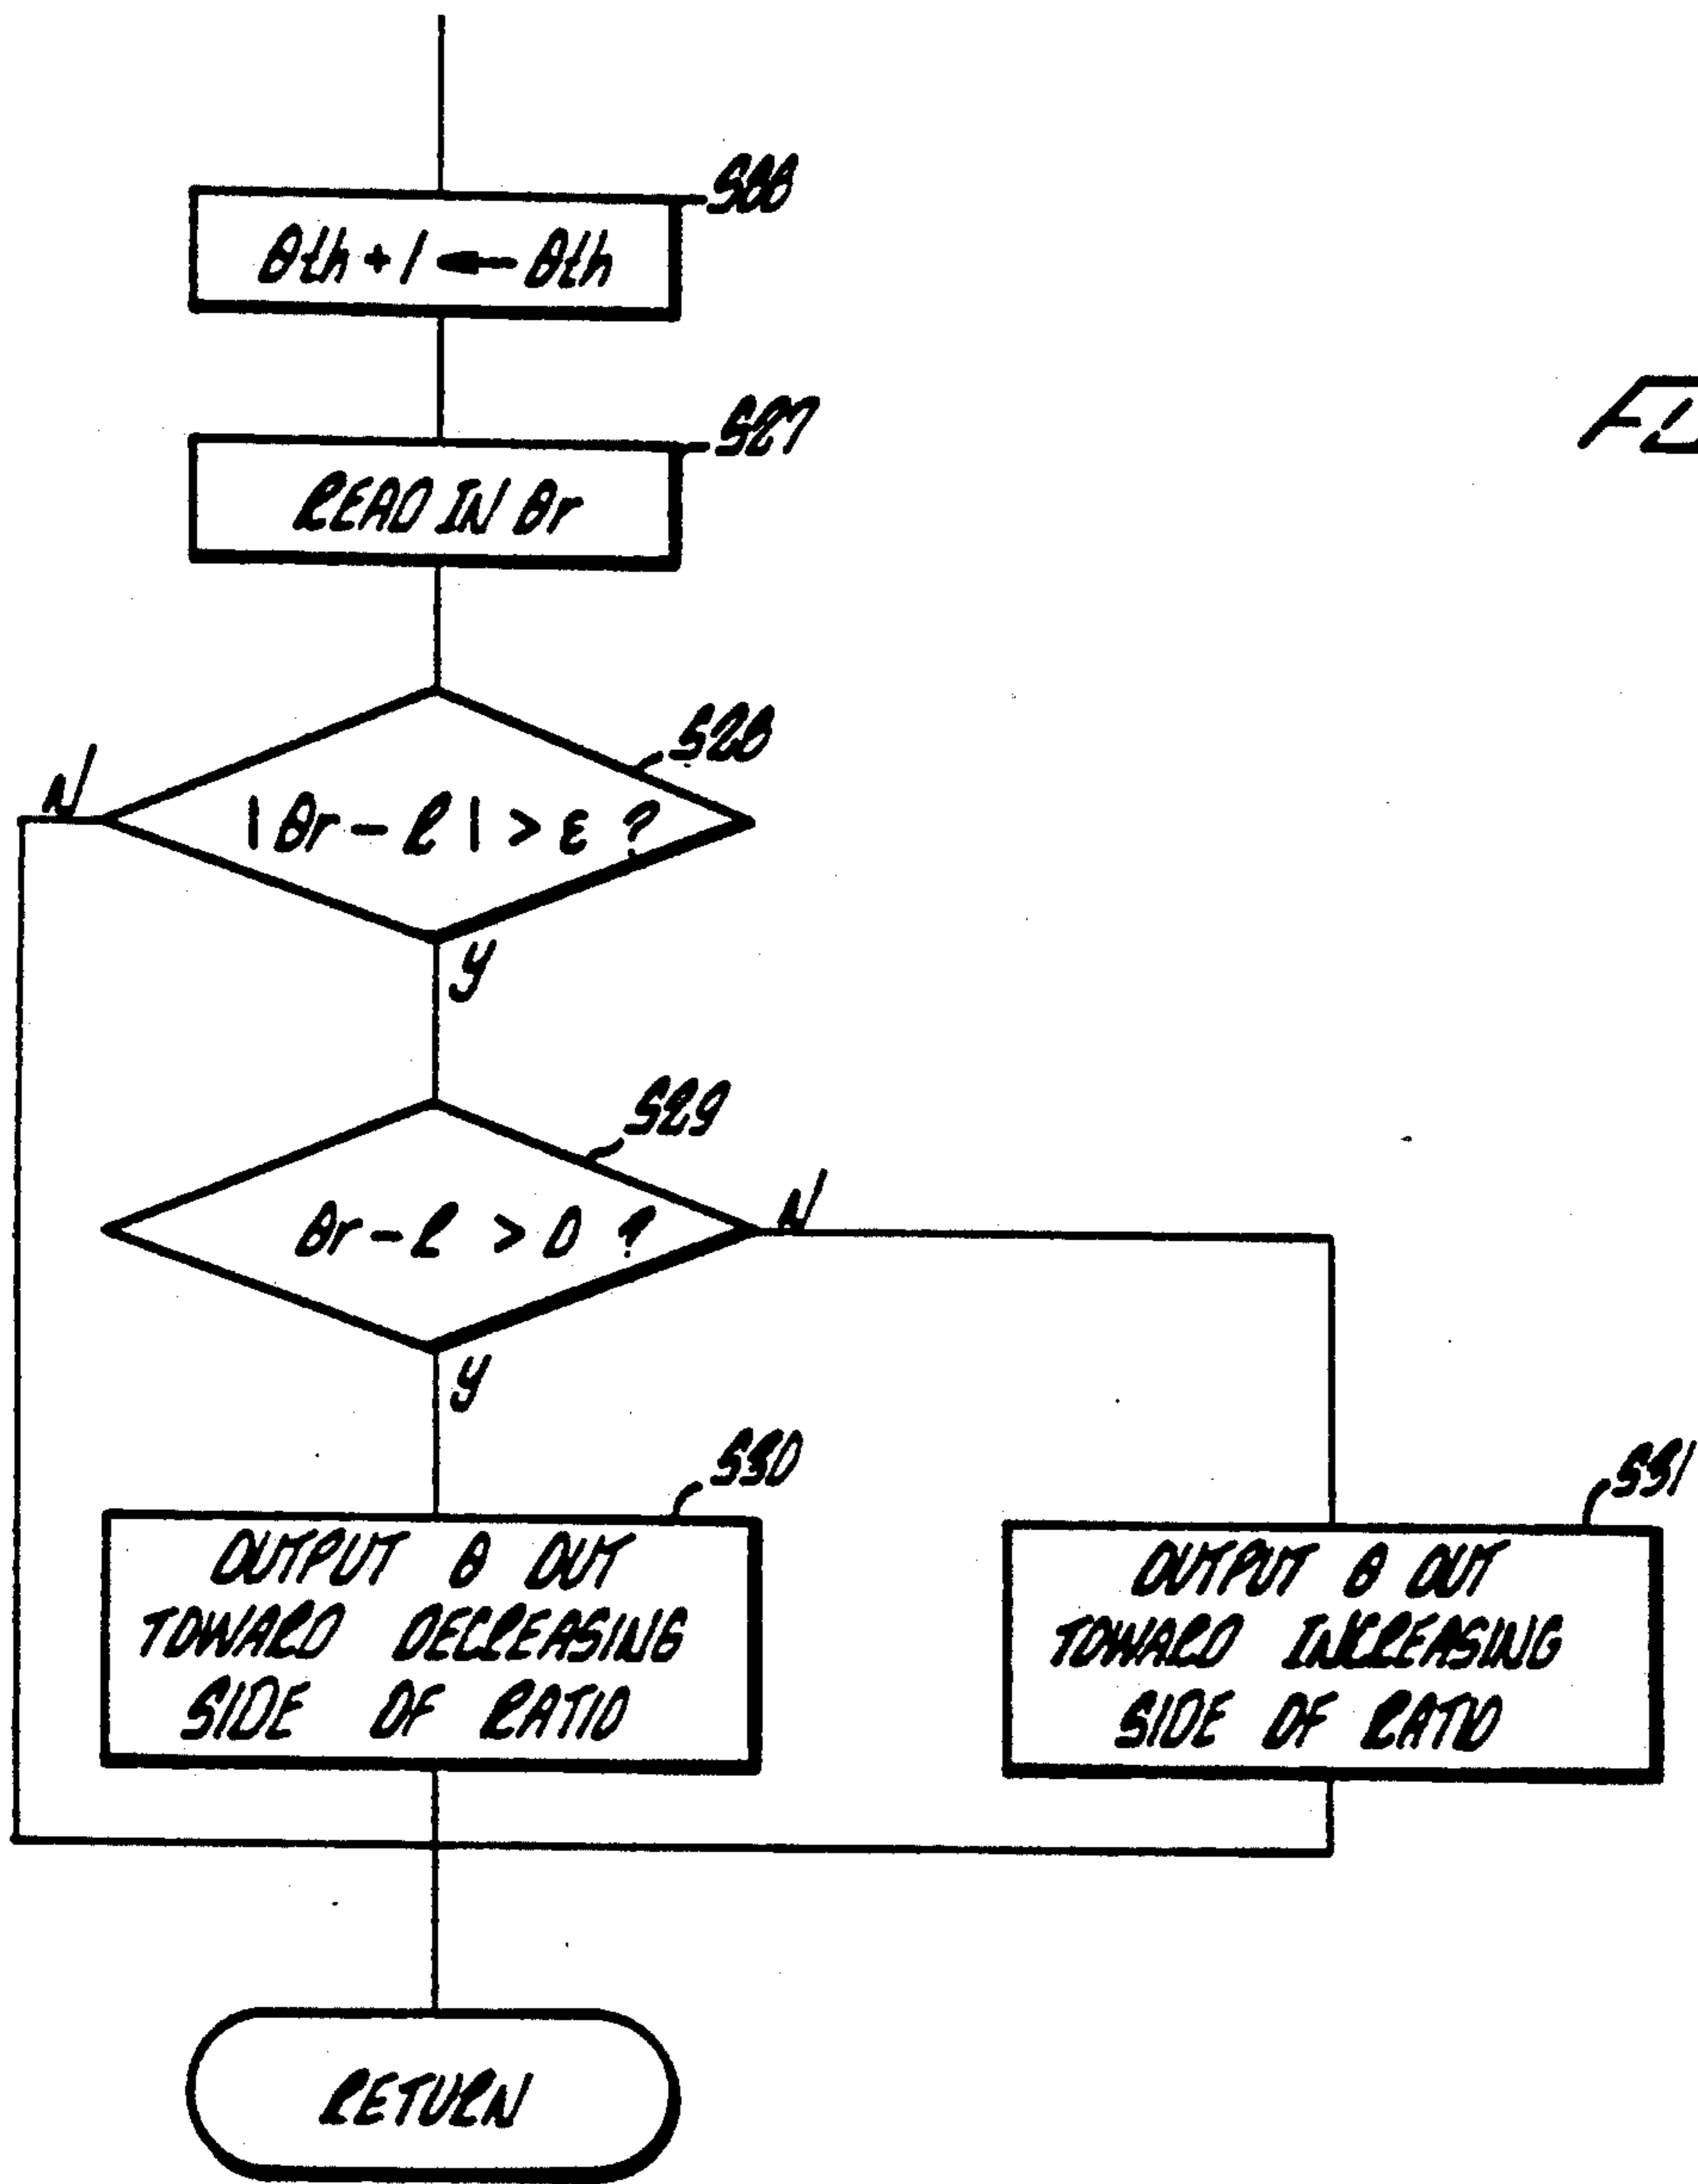 θth + 1 ← θth
S27
READ IN θr
S28
N
| θr − R | > ε ?
Y
S29
θr − R > 0 ?
N
Y
S30
OUTPUT θ OUT
TOWARD DECREASING
SIDE OF RATIO
S31
OUTPUT θ OUT
TOWARD INCREASING
SIDE OF RATIO
RETURN